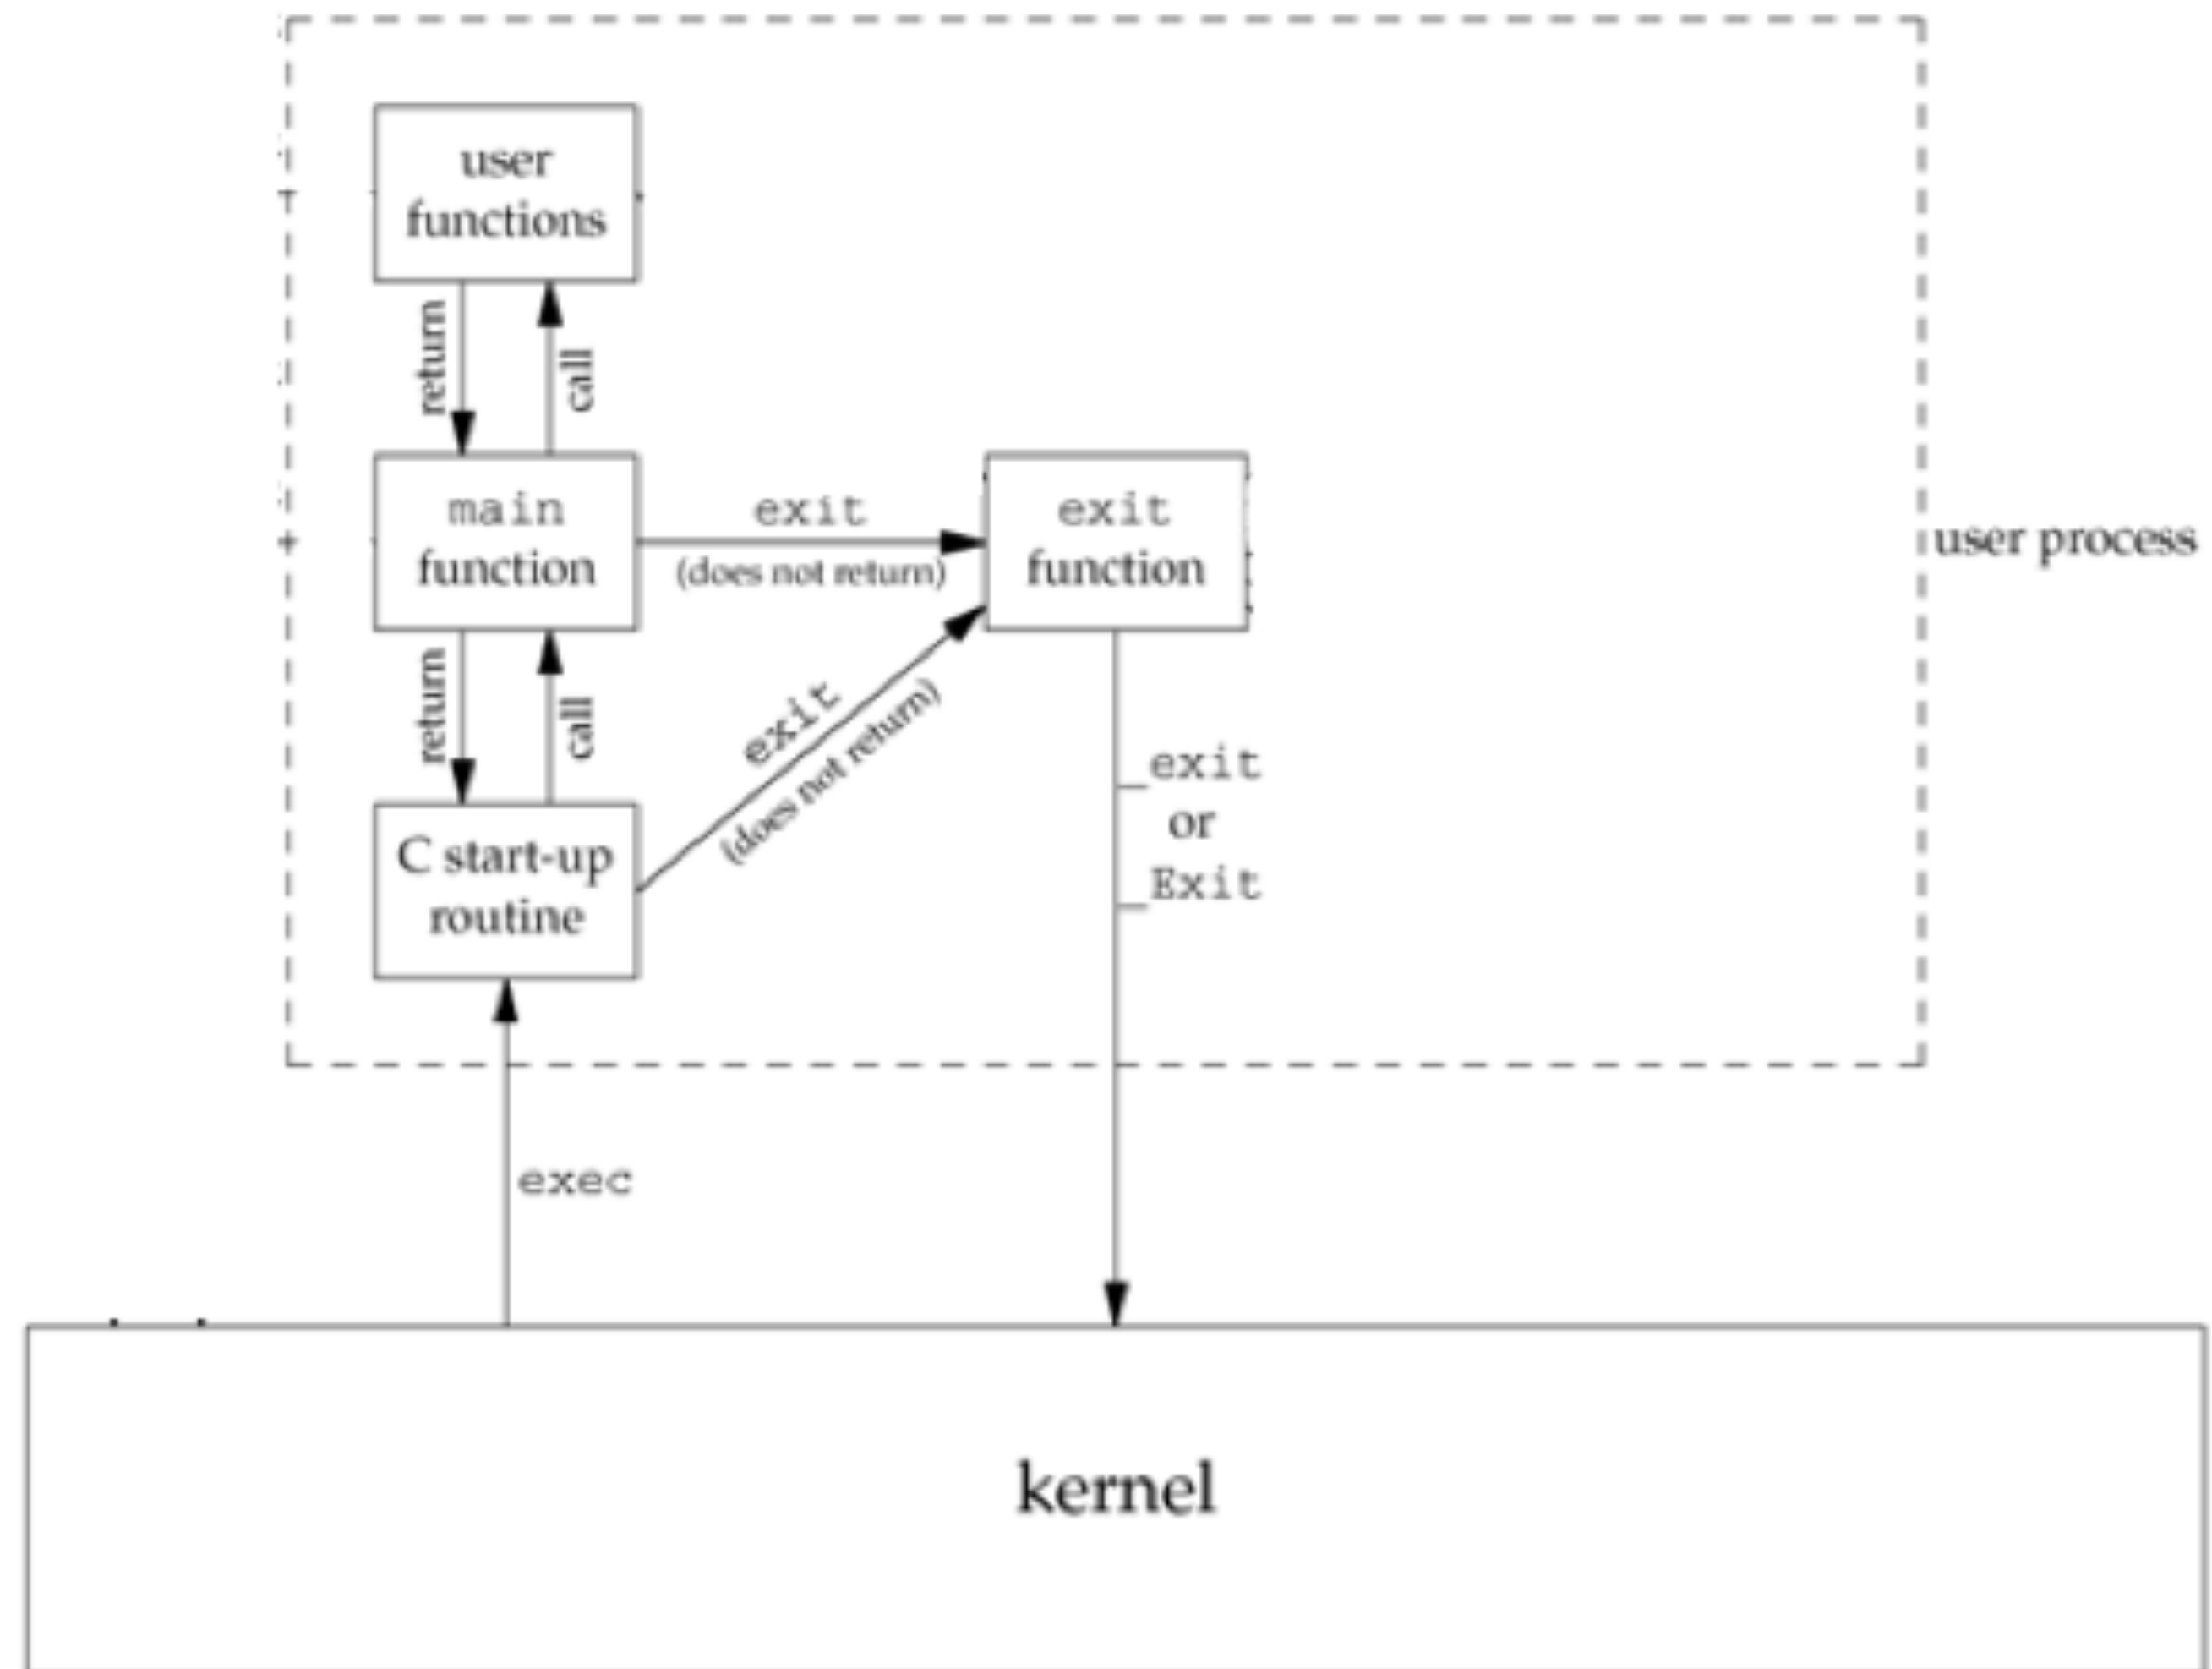 user
functions
return
call
main
function
exit
(does not return)
exit
function
user process
return
call
exit
(does not return)
_exit
or
_Exit
C start-up
routine
exec
kernel